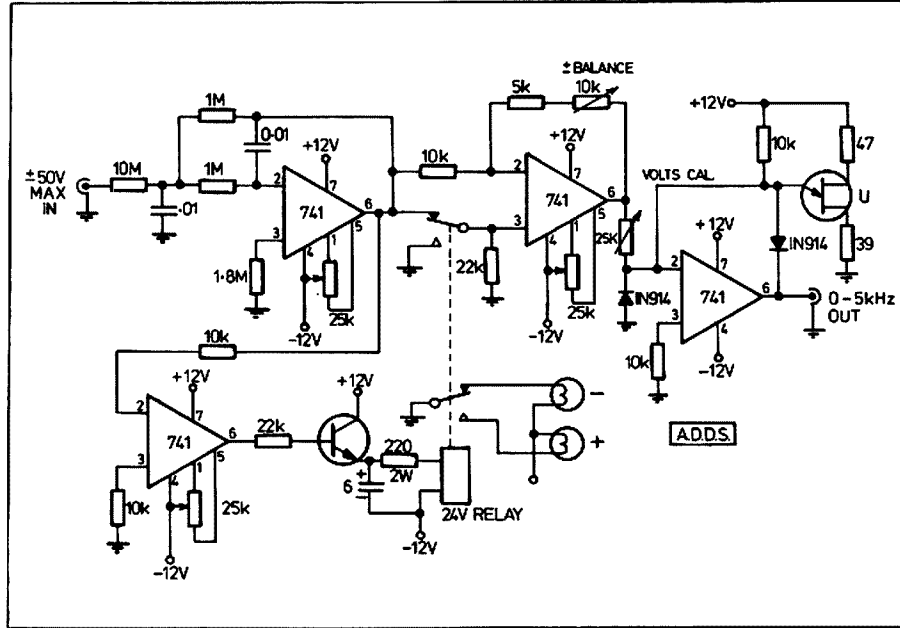 ± BALANCE
1M
5k
10k
+12V
0·01
+12V
+12V
10k
47
±50V
MAX
IN
10M
1M
10k
VOLTS CAL.
U
·01
2
7
741
6
3
4
1
5
2
7
741
6
3
4
1
5
25k
+12V
IN914
39
1·8M
22k
2
7
741
6
3
4
IN914
0-5kHz
OUT
25k
-12V
25k
-12V
10k
-12V
10k
+12V
+12V
2
7
741
6
3
4
1
5
22k
220
2W
-
+
A.D.D.S.
10k
25k
+
6
24V RELAY
-12V
-12V